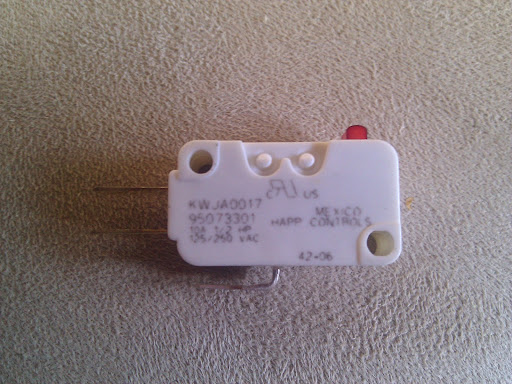 KWJA0017
95073301
10A 1/2 HP
125/250 VAC
US
MEXICO
HAPP CONTROLS
42-06